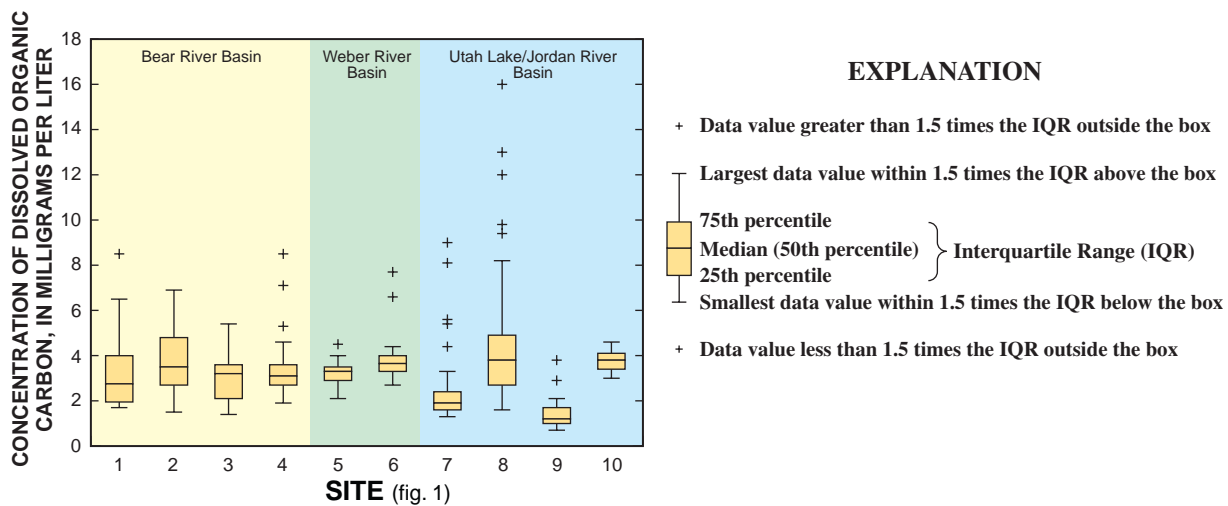 CONCENTRATION OF DISSOLVED ORGANIC
CARBON, IN MILLIGRAMS PER LITER
18
16
14
12
10
8
6
4
2
0
Bear River Basin
Weber River
Basin
Utah Lake/Jordan River
Basin
1 2 3 4 5 6 7 8 9 10
SITE (fig. 1)
EXPLANATION
+ Data value greater than 1.5 times the IQR outside the box
Largest data value within 1.5 times the IQR above the box
75th percentile
Median (50th percentile)
25th percentile
Interquartile Range (IQR)
Smallest data value within 1.5 times the IQR below the box
+ Data value less than 1.5 times the IQR outside the box